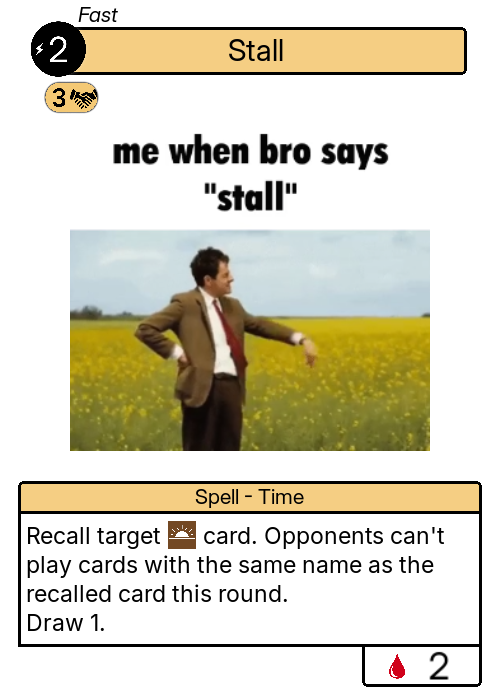 Fast
2
Stall
3
me when bro says
"stall"
Spell - Time
Recall target card. Opponents can't
play cards with the same name as the
recalled card this round.
Draw 1.
2